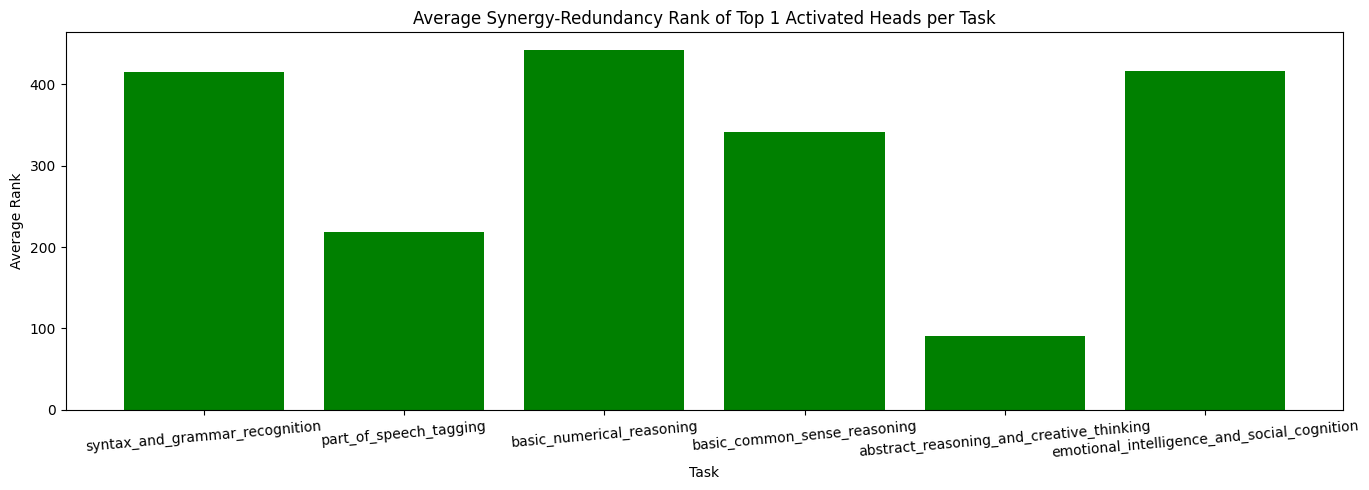 Average Synergy-Redundancy Rank of Top 1 Activated Heads per Task
Average Rank
400
300
200
100
0
syntax_and_grammar_recognition
part_of_speech_tagging
basic_numerical_reasoning
basic_common_sense_reasoning
abstract_reasoning_and_creative_thinking
emotional_intelligence_and_social_cognition
Task